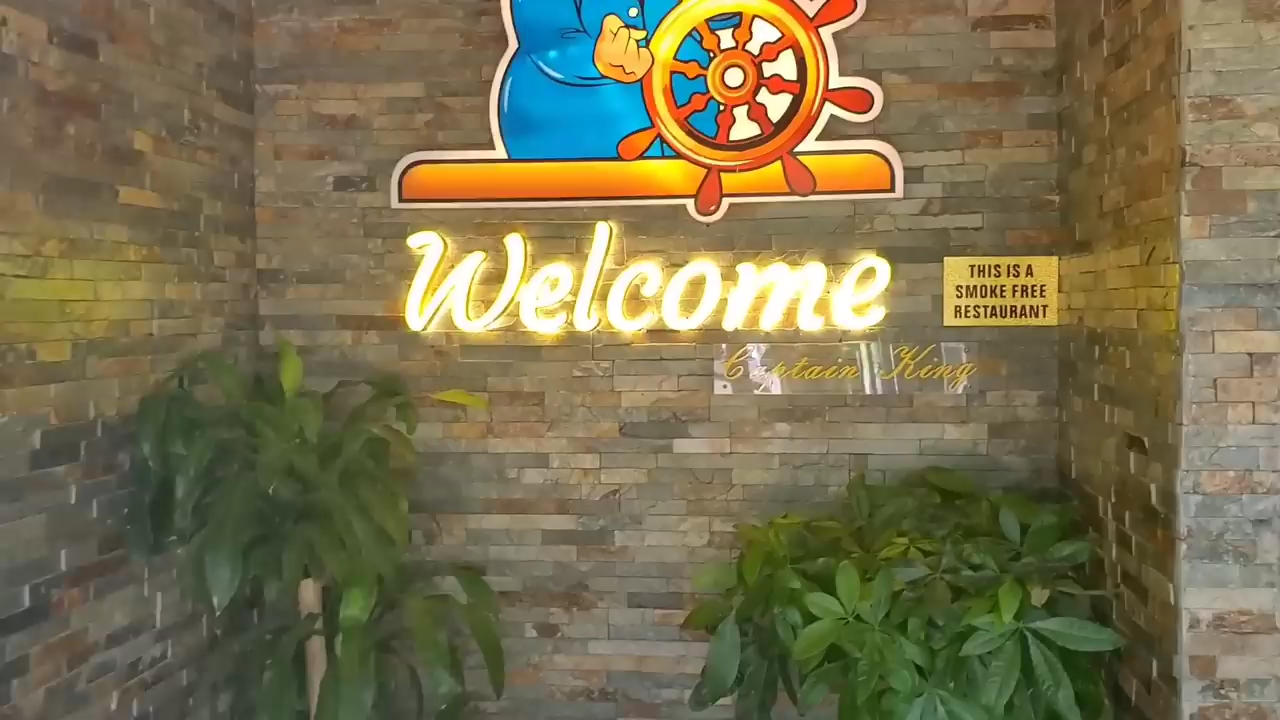 Welcome
THIS IS A
SMOKE FREE
RESTAURANT
Captain King